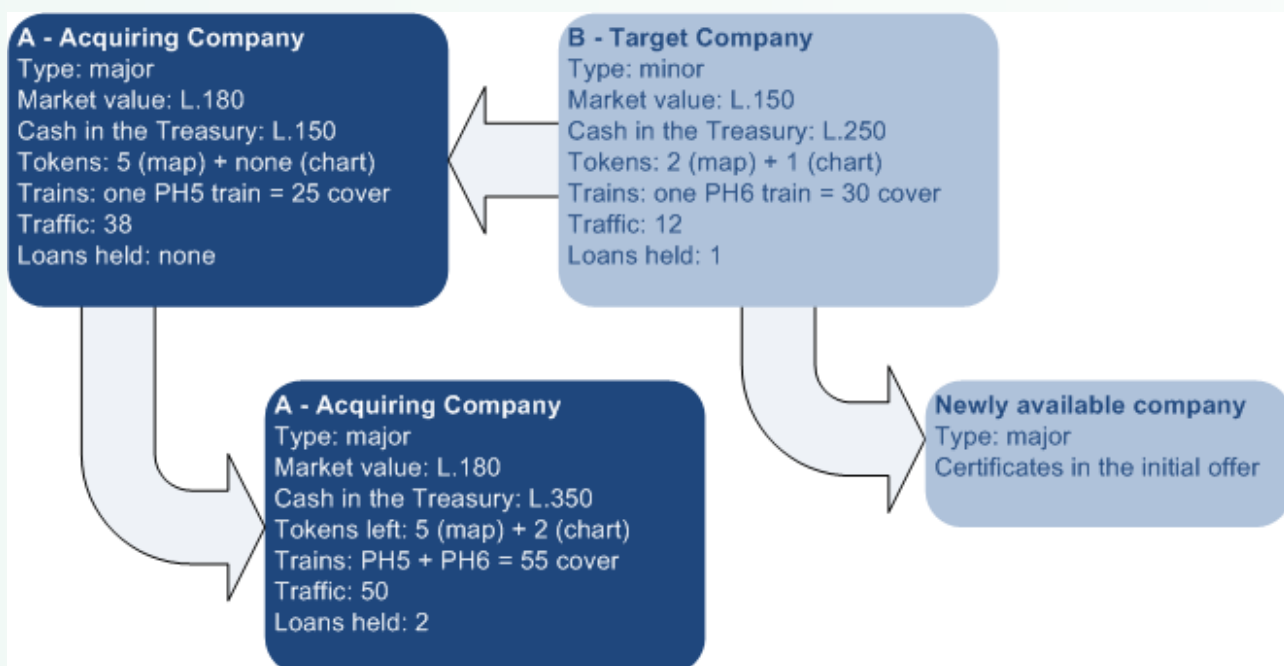 A - Acquiring Company
Type: major
Market value: L.180
Cash in the Treasury: L.150
Tokens: 5 (map) + none (chart)
Trains: one PH5 train = 25 cover
Traffic: 38
Loans held: none
B - Target Company
Type: minor
Market value: L.150
Cash in the Treasury: L.250
Tokens: 2 (map) + 1 (chart)
Trains: one PH6 train = 30 cover
Traffic: 12
Loans held: 1
A - Acquiring Company
Type: major
Market value: L.180
Cash in the Treasury: L.350
Tokens left: 5 (map) + 2 (chart)
Trains: PH5 + PH6 = 55 cover
Traffic: 50
Loans held: 2
Newly available company
Type: major
Certificates in the initial offer